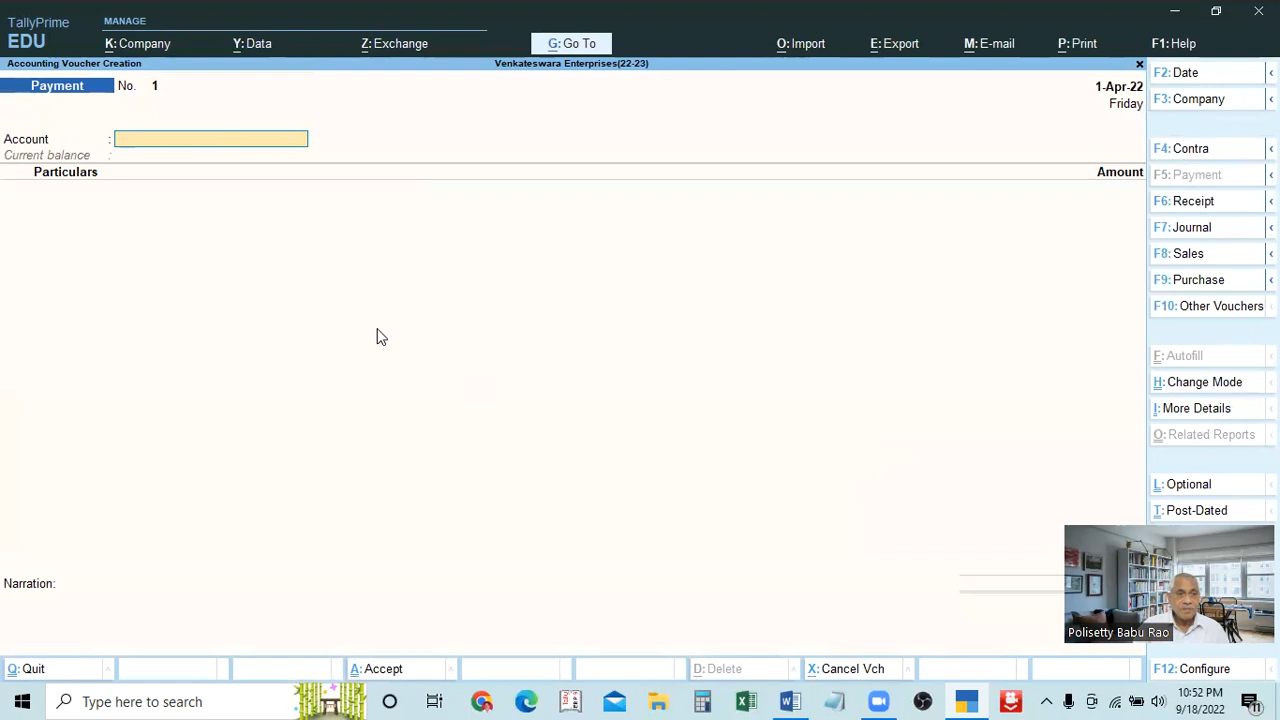 TallyPrime
EDU
MANAGE
K: Company
Y: Data
Z: Exchange
G: Go To
O: Import
E: Export
M: E-mail
P: Print
F1: Help
Accounting Voucher Creation
Venkateswara Enterprises(22-23)
Payment No. 1
1-Apr-22
Friday
Account :
Current balance :
Particulars
Amount
F2: Date
F3: Company
F4: Contra
F5: Payment
F6: Receipt
F7: Journal
F8: Sales
F9: Purchase
F10: Other Vouchers
F: Autofill
H: Change Mode
I: More Details
O: Related Reports
L: Optional
T: Post-Dated
Narration:
Polisetty Babu Rao
Q: Quit
A: Accept
D: Delete
X: Cancel Vch
F12: Configure
Type here to search
10:52 PM
9/18/2022
11